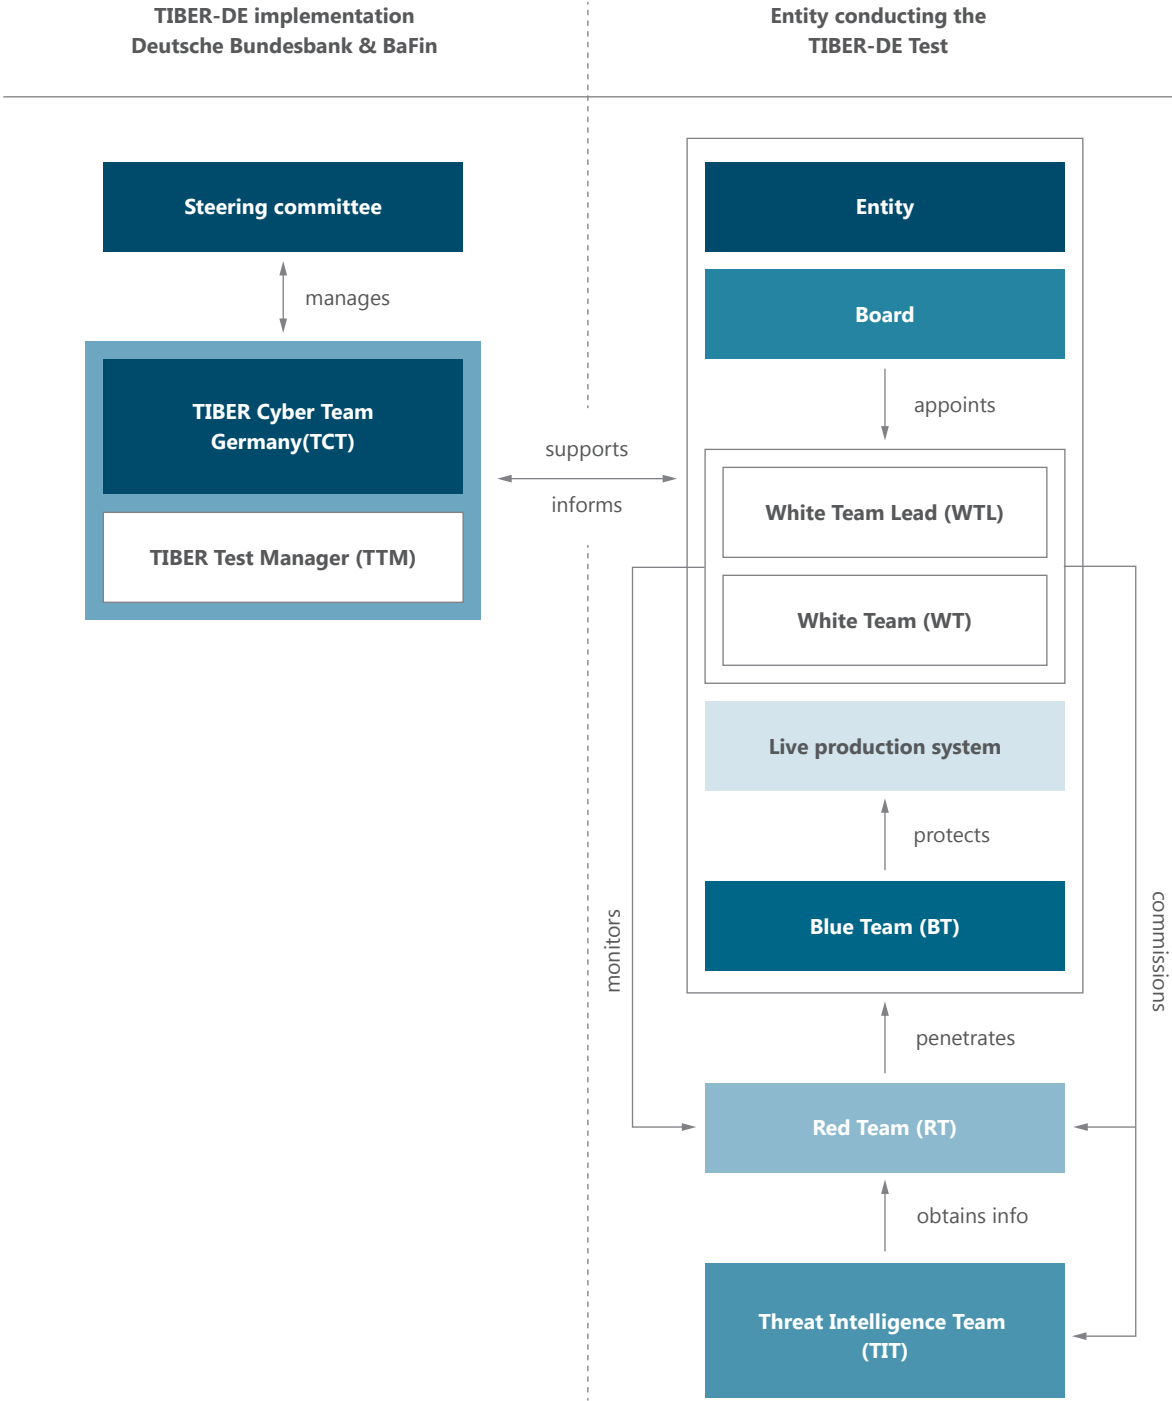 TIBER-DE implementation
Deutsche Bundesbank & BaFin
Entity conducting the
TIBER-DE Test
Steering committee
manages
TIBER Cyber Team
Germany(TCT)
TIBER Test Manager (TTM)
supports
informs
Entity
Board
appoints
White Team Lead (WTL)
White Team (WT)
Live production system
protects
Blue Team (BT)
monitors
commissions
penetrates
Red Team (RT)
obtains info
Threat Intelligence Team
(TIT)